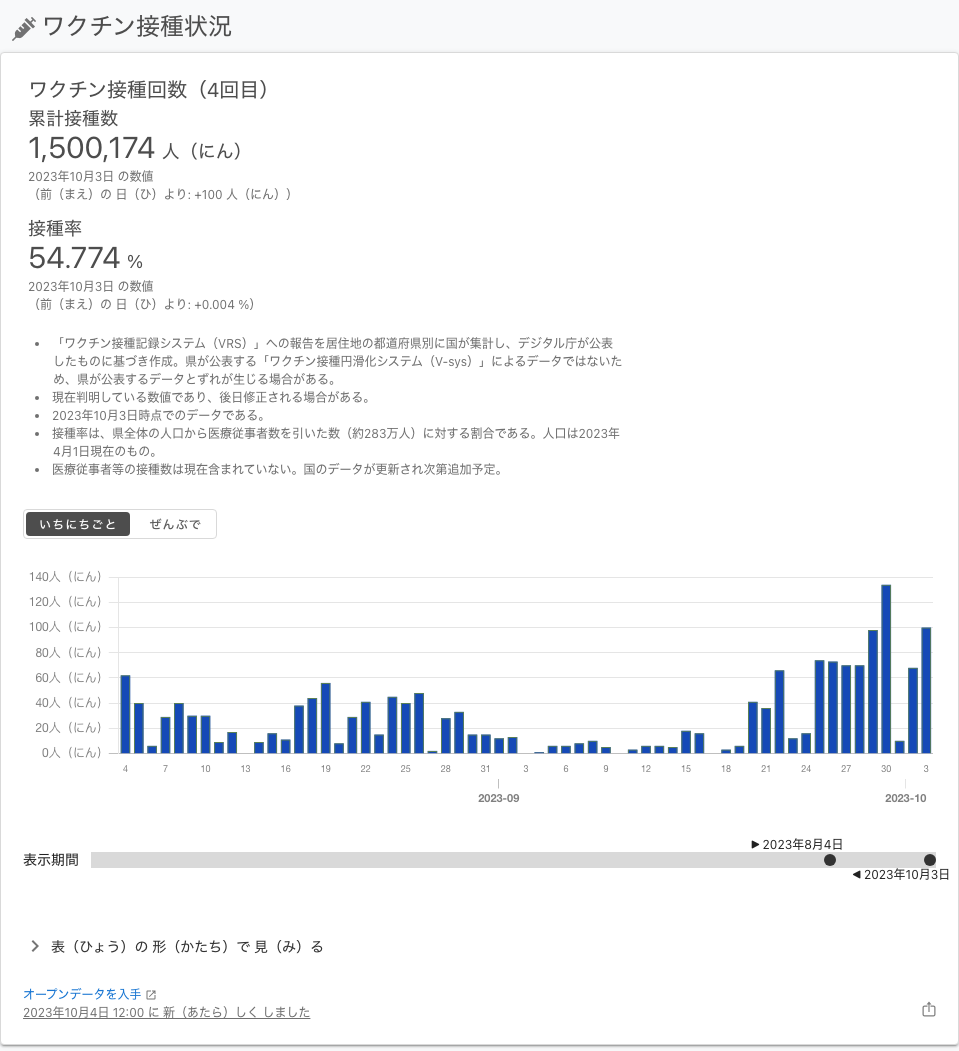 ワクチン接種状況
ワクチン接種回数（4回目）
累計接種数
1,500,174 人（にん）
2023年10月3日 の数値
（前（まえ）の 日（ひ）より: +100 人（にん））
接種率
54.774 %
2023年10月3日 の数値
（前（まえ）の 日（ひ）より: +0.004 %）
• 「ワクチン接種記録システム（VRS）」への報告を居住地の都道府県別に国が集計し、デジタル庁が公表
したものに基づき作成。県が公表する「ワクチン接種円滑化システム（V-sys）」によるデータではないた
め、県が公表するデータとずれが生じる場合がある。
• 現在判明している数値であり、後日修正される場合がある。
• 2023年10月3日時点でのデータである。
• 接種率は、県全体の人口から医療従事者数を引いた数（約283万人）に対する割合である。人口は2023年
4月1日現在のもの。
• 医療従事者等の接種数は現在含まれていない。国のデータが更新され次第追加予定。
いちにちごと ぜんぶで
140人（にん）
120人（にん）
100人（にん）
80人（にん）
60人（にん）
40人（にん）
20人（にん）
0人（にん）
4 7 10 13 16 19 22 25 28 31 3 6 9 12 15 18 21 24 27 30 3
2023-09 2023-10
▶ 2023年8月4日
表示期間
◀ 2023年10月3日
表（ひょう）の 形（かたち）で 見（み）る
オープンデータを入手
2023年10月4日 12:00 に 新（あたら）しく しました